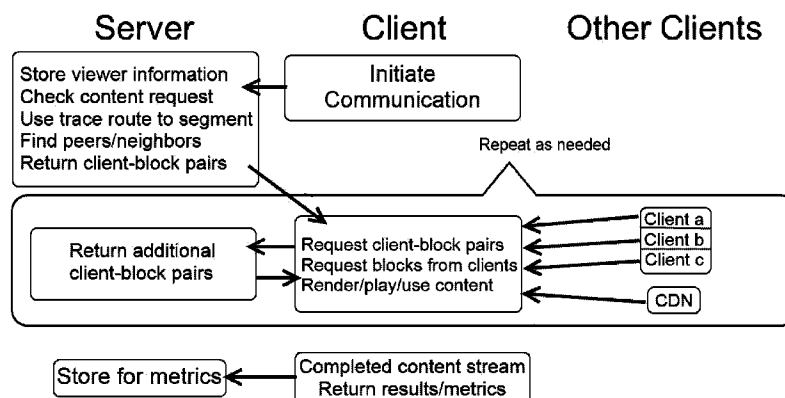 Server
Client
Other Clients
Store viewer information
Check content request
Use trace route to segment
Find peers/neighbors
Return client-block pairs
Initiate
Communication
Repeat as needed
Return additional
client-block pairs
Request client-block pairs
Request blocks from clients
Render/play/use content
Client a
Client b
Client c
CDN
Store for metrics
Completed content stream
Return results/metrics